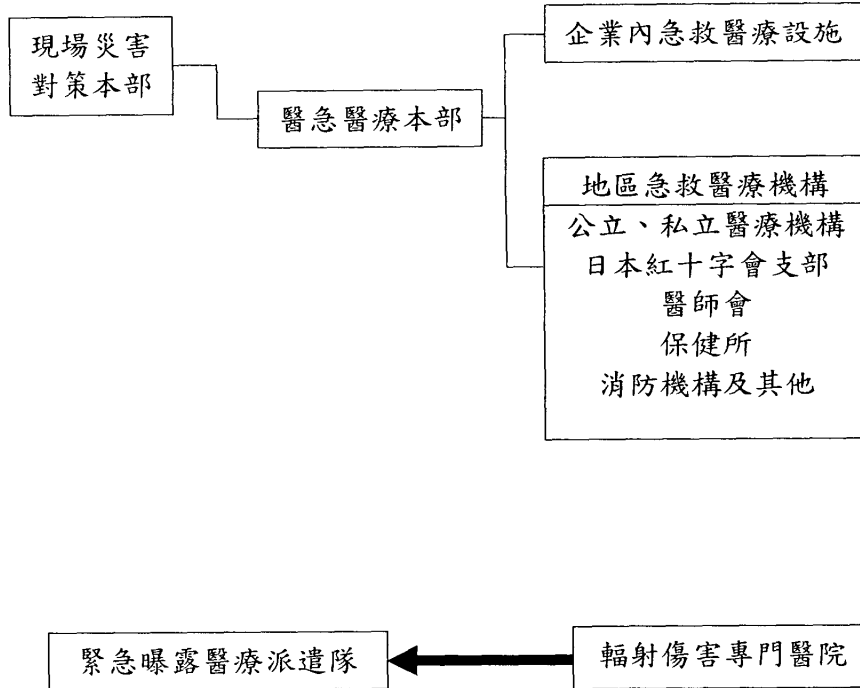 現場災害
對策本部
醫急醫療本部
企業內急救醫療設施
地區急救醫療機構
公立、私立醫療機構
日本紅十字會支部
醫師會
保健所
消防機構及其他
緊急曝露醫療派遣隊
輻射傷害專門醫院